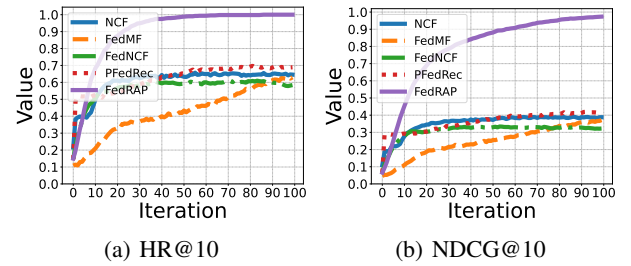 1.0
0.9
0.8
0.7
0.6
0.5
0.4
0.3
0.2
0.1
0.0
Value
NCF
FedMF
FedNCF
PFedRec
FedRAP
0 10 20 30 40 50 60 70 80 90 100
Iteration
(a) HR@10
1.0
0.9
0.8
0.7
0.6
0.5
0.4
0.3
0.2
0.1
0.0
Value
NCF
FedMF
FedNCF
PFedRec
FedRAP
0 10 20 30 40 50 60 70 80 90 100
Iteration
(b) NDCG@10